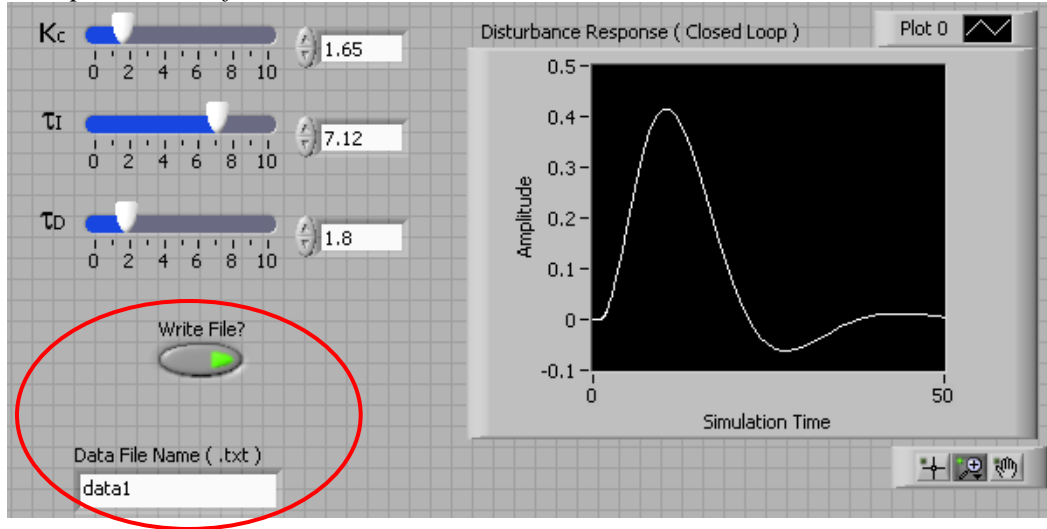 Kc
0 2 4 6 8 10
1.65
τI
0 2 4 6 8 10
7.12
τD
0 2 4 6 8 10
1.8
Write File?
Data File Name ( .txt )
data1
Disturbance Response ( Closed Loop )
Plot 0
Amplitude
0.5
0.4
0.3
0.2
0.1
0
-0.1
0 50
Simulation Time